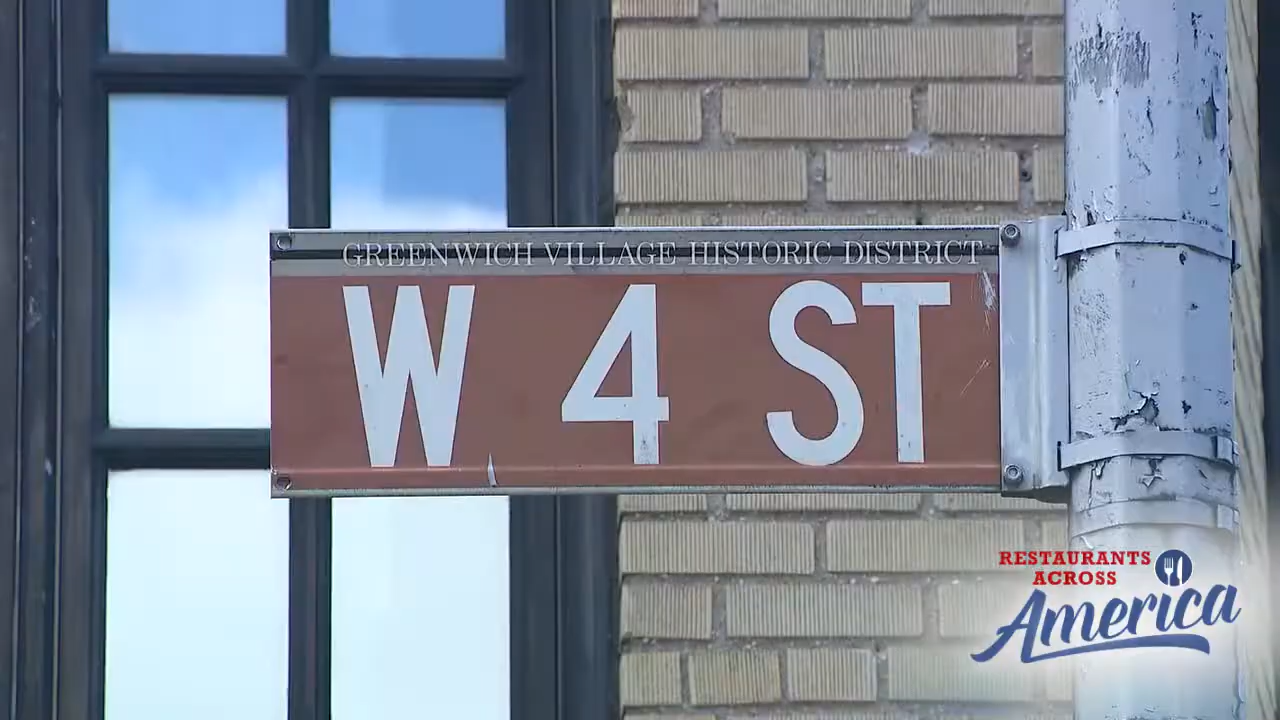 GREENWICH VILLAGE HISTORIC DISTRICT
W 4 ST
RESTAURANTS
ACROSS
America